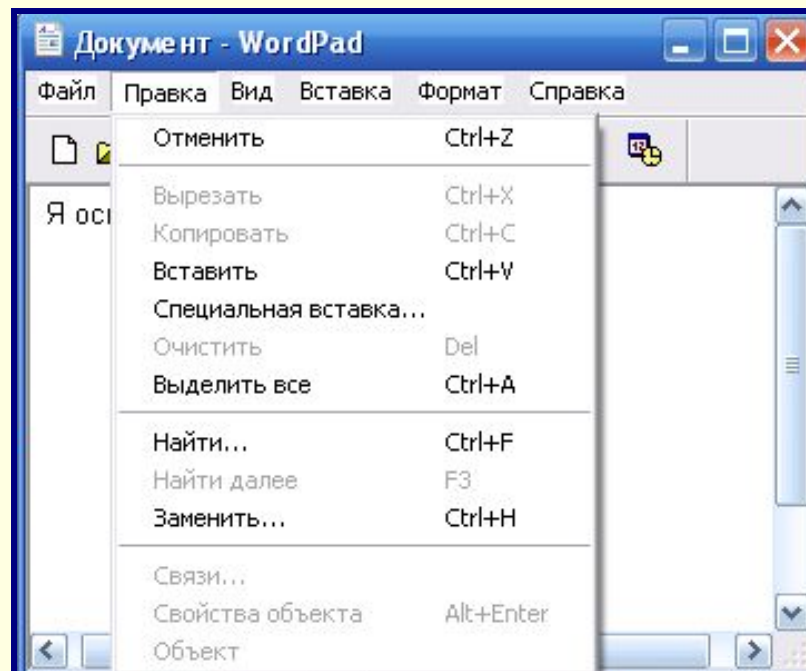 Документ - WordPad
Файл Правка Вид Вставка Формат Справка
Отменить Ctrl+Z
Я
Вырезать Ctrl+X
Копировать Ctrl+C
Вставить Ctrl+V
Специальная вставка...
Очистить Del
Выделить все Ctrl+A
Найти... Ctrl+F
Найти далее F3
Заменить... Ctrl+H
Связи...
Свойства объекта Alt+Enter
Объект